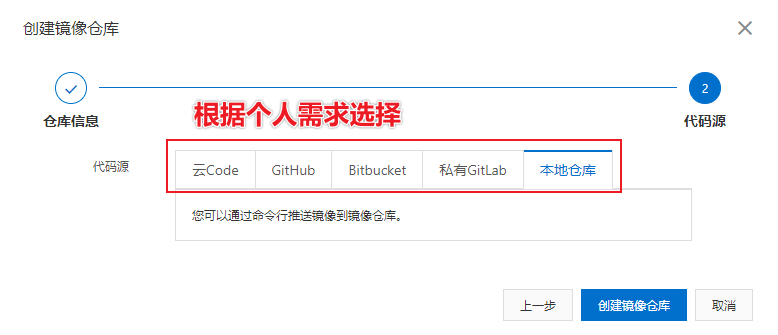 创建镜像仓库
2
仓库信息
根据个人需求选择
代码源
代码源
云Code GitHub Bitbucket 私有GitLab 本地仓库
您可以通过命令行推送镜像到镜像仓库。
上一步 创建镜像仓库 取消